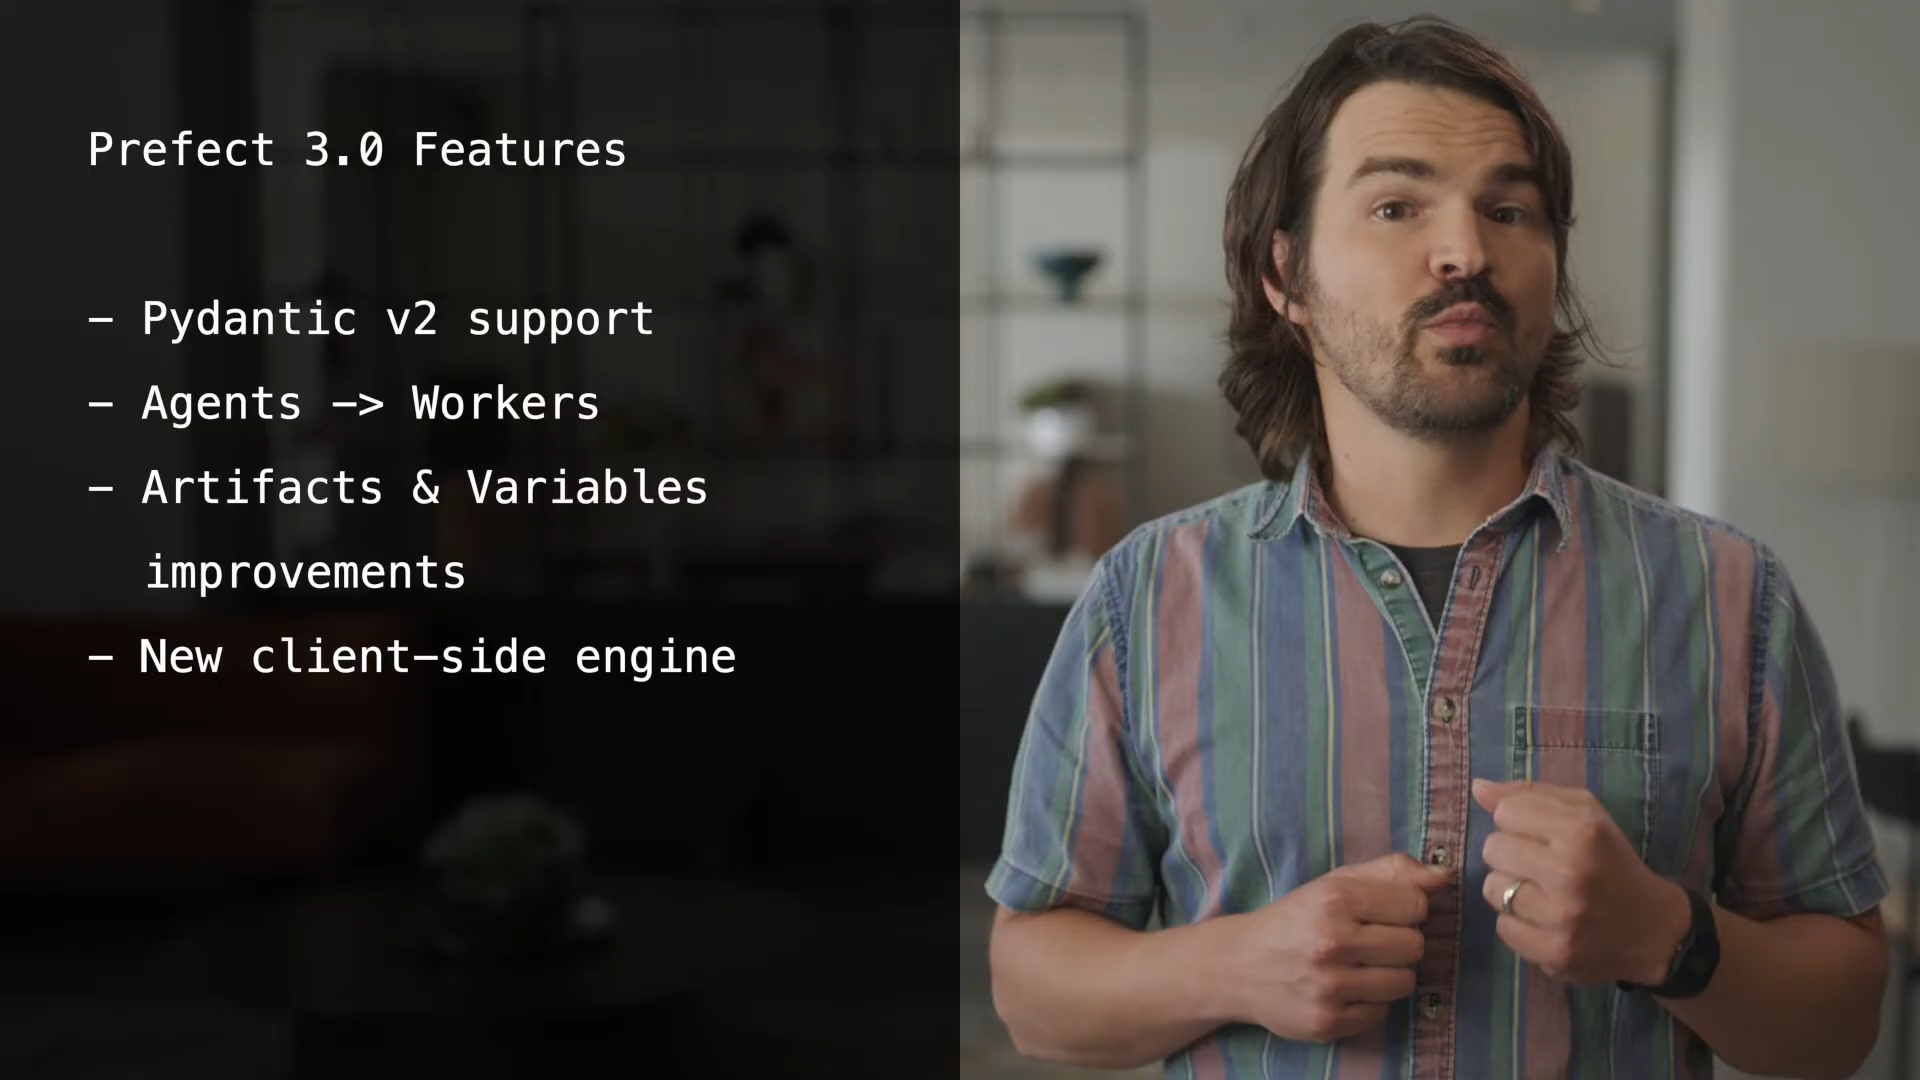 Prefect 3.0 Features
- Pydantic v2 support
- Agents -> Workers
- Artifacts & Variables
improvements
- New client-side engine